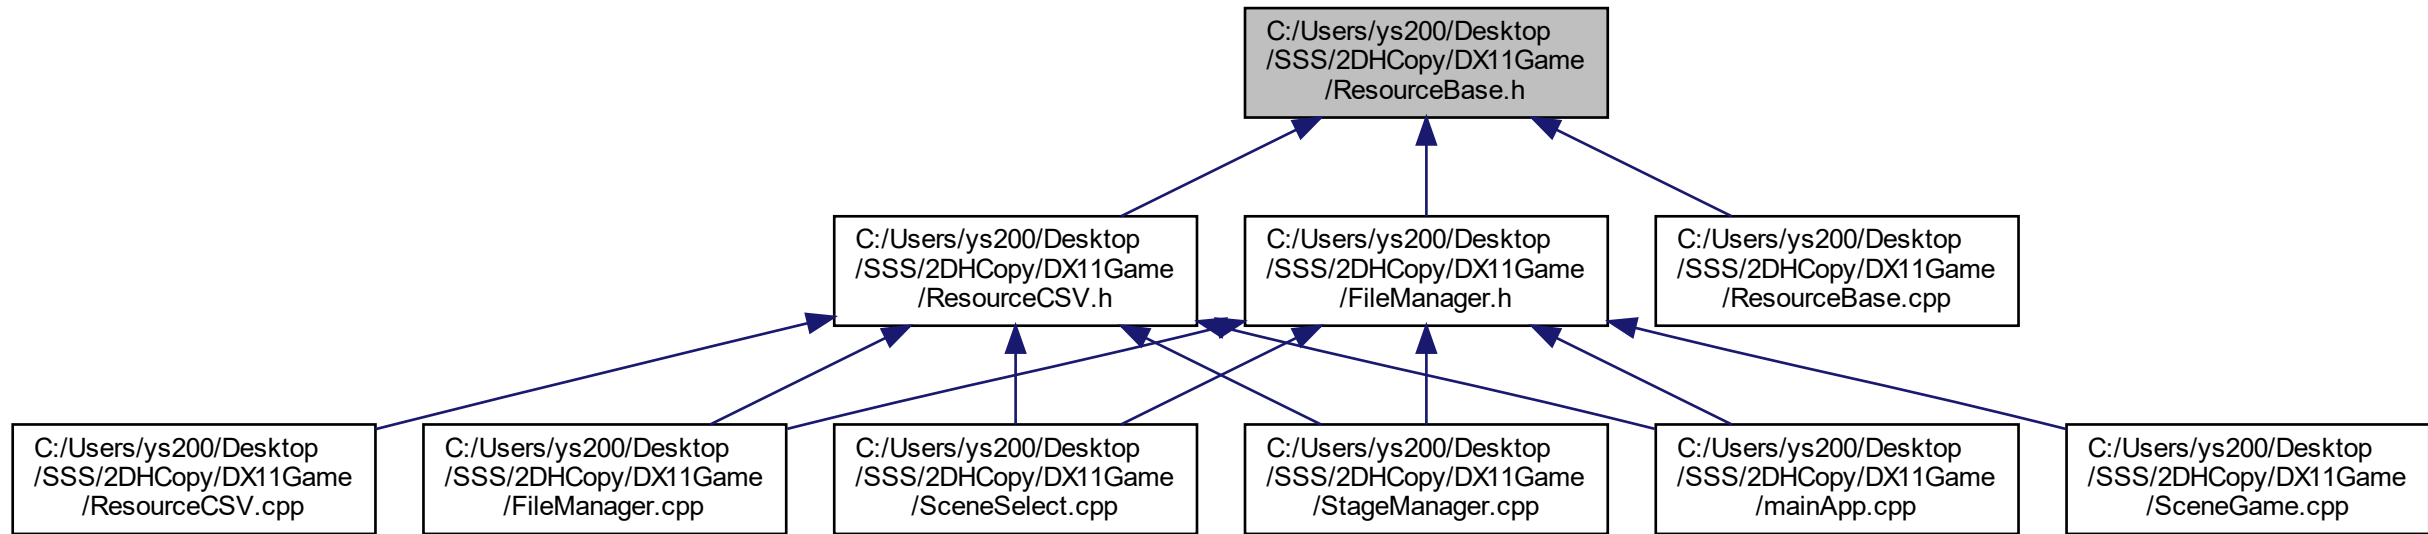 C:/Users/ys200/Desktop
/SSS/2DHCopy/DX11Game
/ResourceBase.h
C:/Users/ys200/Desktop
/SSS/2DHCopy/DX11Game
/ResourceCSV.h
C:/Users/ys200/Desktop
/SSS/2DHCopy/DX11Game
/FileManager.h
C:/Users/ys200/Desktop
/SSS/2DHCopy/DX11Game
/ResourceBase.cpp
C:/Users/ys200/Desktop
/SSS/2DHCopy/DX11Game
/ResourceCSV.cpp
C:/Users/ys200/Desktop
/SSS/2DHCopy/DX11Game
/FileManager.cpp
C:/Users/ys200/Desktop
/SSS/2DHCopy/DX11Game
/SceneSelect.cpp
C:/Users/ys200/Desktop
/SSS/2DHCopy/DX11Game
/StageManager.cpp
C:/Users/ys200/Desktop
/SSS/2DHCopy/DX11Game
/mainApp.cpp
C:/Users/ys200/Desktop
/SSS/2DHCopy/DX11Game
/SceneGame.cpp